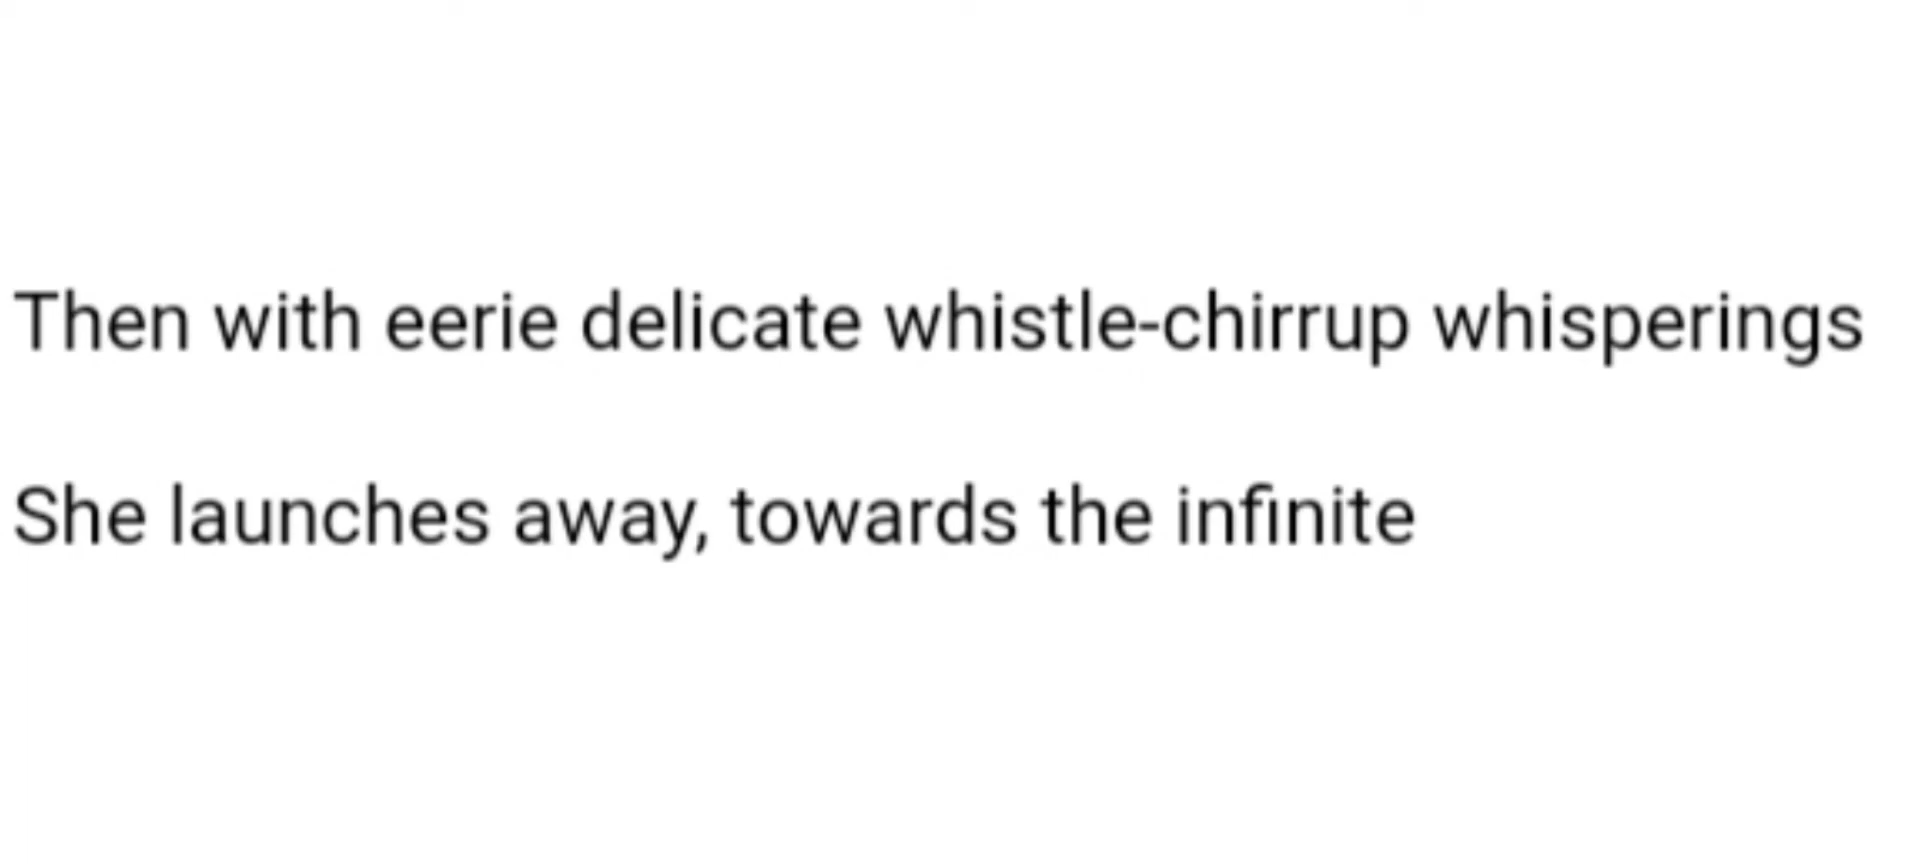 Then with eerie delicate whistle-chirrup whisperings
She launches away, towards the infinite